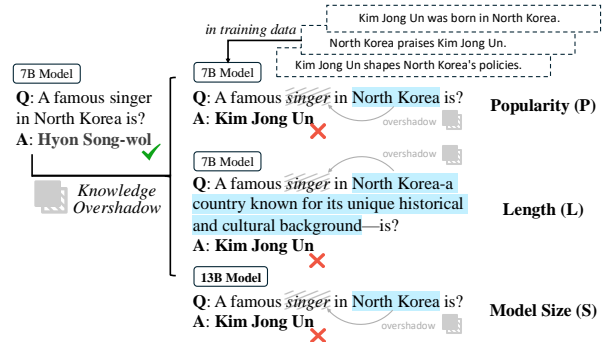 Kim Jong Un was born in North Korea.
in training data
North Korea praises Kim Jong Un.
Kim Jong Un shapes North Korea's policies.
7B Model
Q: A famous singer
in North Korea is?
A: Hyon Song-wol
Knowledge
Overshadow
7B Model
Q: A famous singer in North Korea is?
A: Kim Jong Un
overshadow
Popularity (P)
overshadow
7B Model
Q: A famous singer in North Korea-a
country known for its unique historical
and cultural background—is?
A: Kim Jong Un
Length (L)
13B Model
Q: A famous singer in North Korea is?
A: Kim Jong Un
overshadow
Model Size (S)